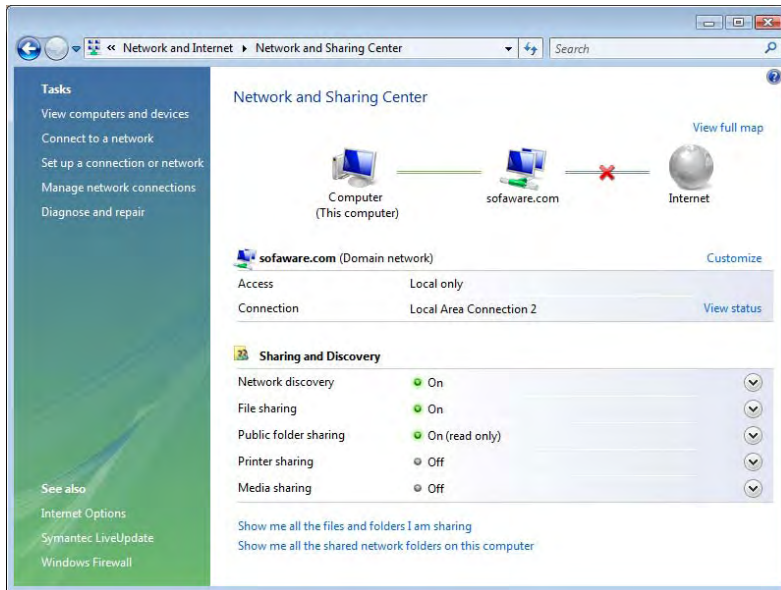 « Network and Internet ▸ Network and Sharing Center
Search
Tasks
View computers and devices
Connect to a network
Set up a connection or network
Manage network connections
Diagnose and repair
See also
Internet Options
Symantec LiveUpdate
Windows Firewall
Network and Sharing Center
View full map
Computer
(This computer)
sofaware.com
Internet
sofaware.com (Domain network)
Customize
Access Local only
Connection Local Area Connection 2 View status
Sharing and Discovery
Network discovery On
File sharing On
Public folder sharing On (read only)
Printer sharing Off
Media sharing Off
Show me all the files and folders I am sharing
Show me all the shared network folders on this computer